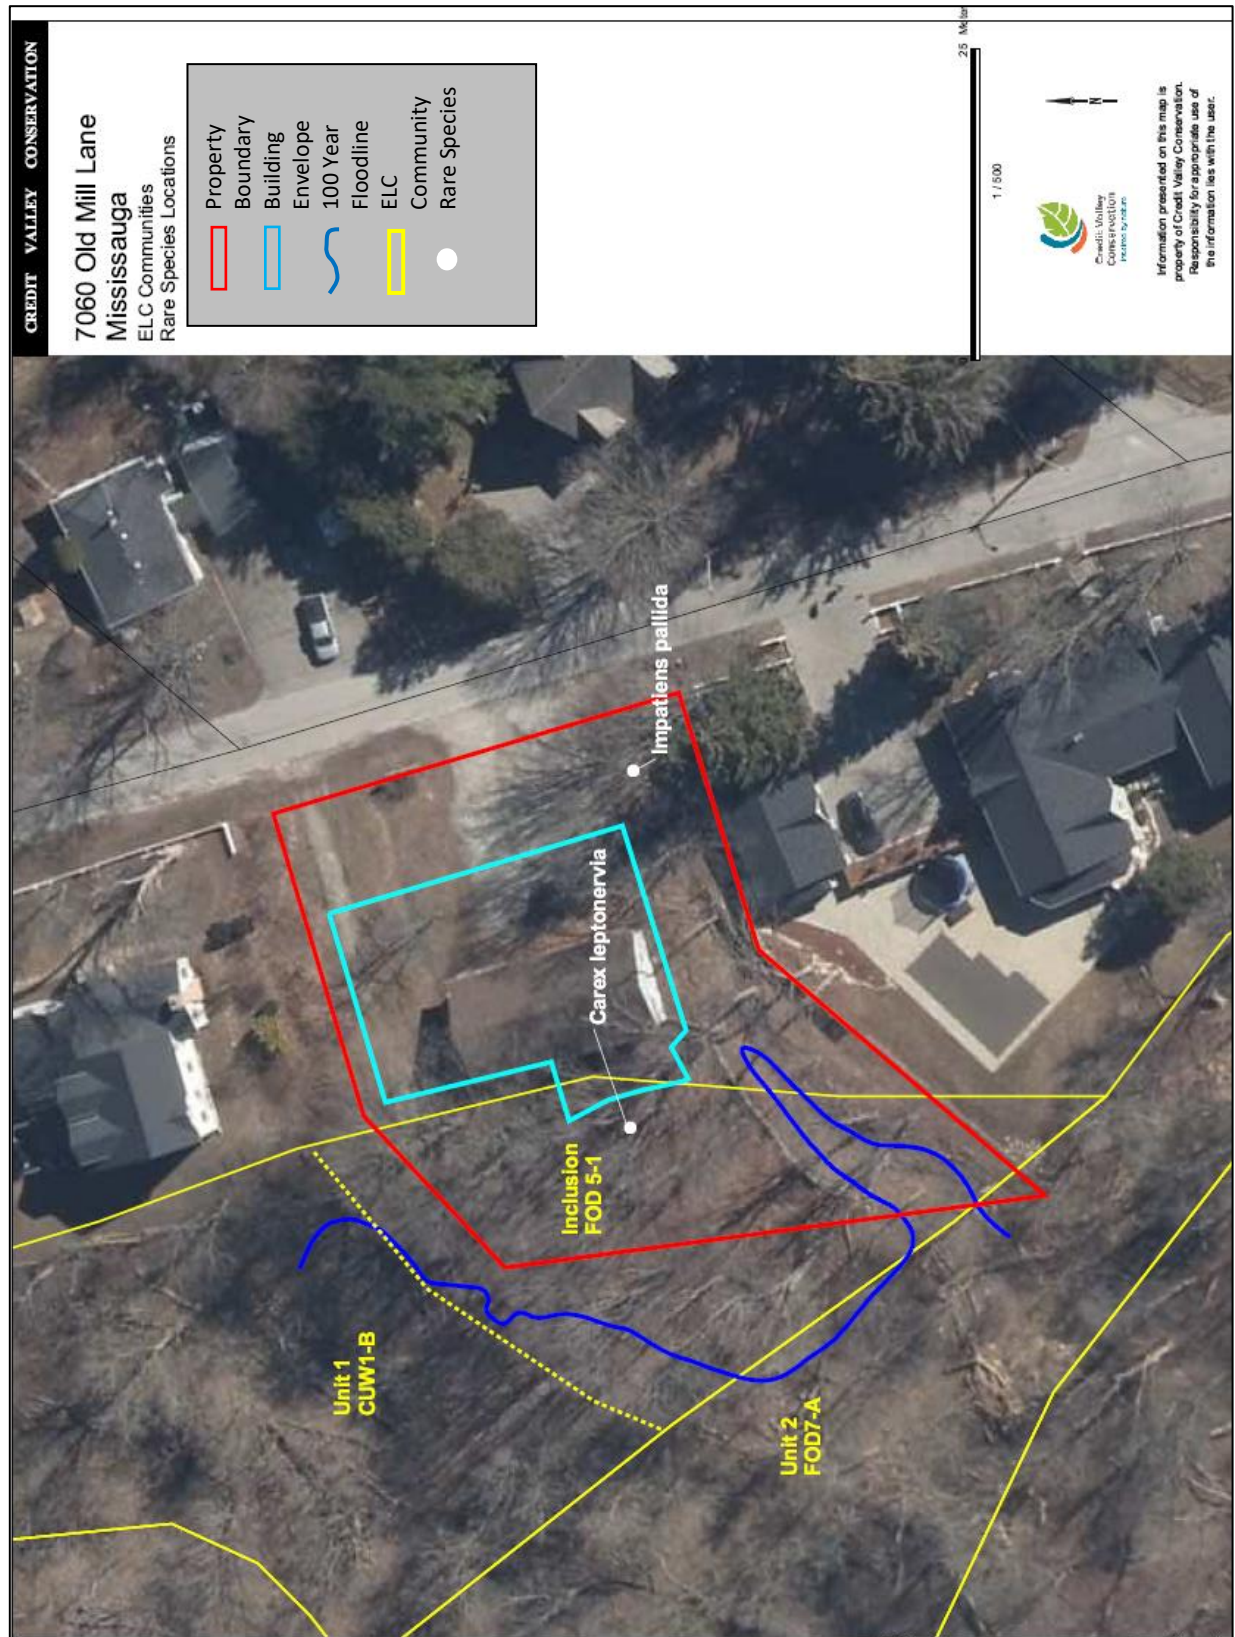 CREDIT VALLEY CONSERVATION
7060 Old Mill Lane
Mississauga
ELC Communities
Rare Species Locations
Property
Boundary
Building
Envelope
100 Year
Floodline
ELC
Community
Rare Species
Unit 1
CUW1-B
Inclusion
FOD 5-1
Unit 2
FOD7-A
Carex leptonervia
Impatiens pallida
25
1 / 500
N
Credit Valley
Conservation
inspired by nature
Information presented on this map is
property of Credit Valley Conservation.
Responsibility for appropriate use of
the information lies with the user.